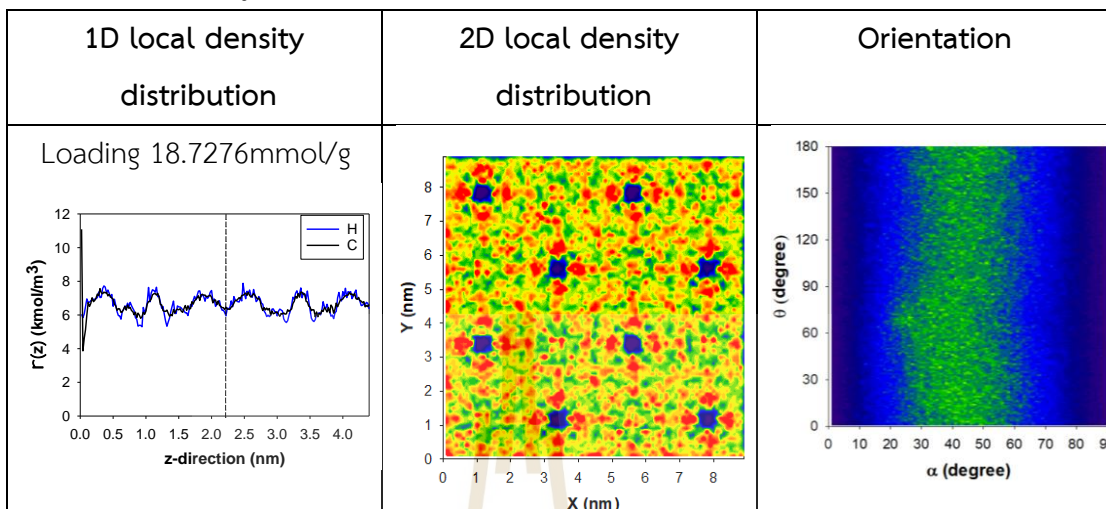 1D local density
distribution
2D local density
distribution
Orientation
Loading 18.7276mmol/g
12
10
8
6
4
2
0
r(z) (kmol/m³)
H
C
0.0 0.5 1.0 1.5 2.0 2.5 3.0 3.5 4.0
z-direction (nm)
8
7
6
5
4
3
2
1
0
Y (nm)
0 1 2 3 4 5 6 7 8
X (nm)
180
150
120
90
60
30
0
θ (degree)
0 10 20 30 40 50 60 70 80
α (degree)